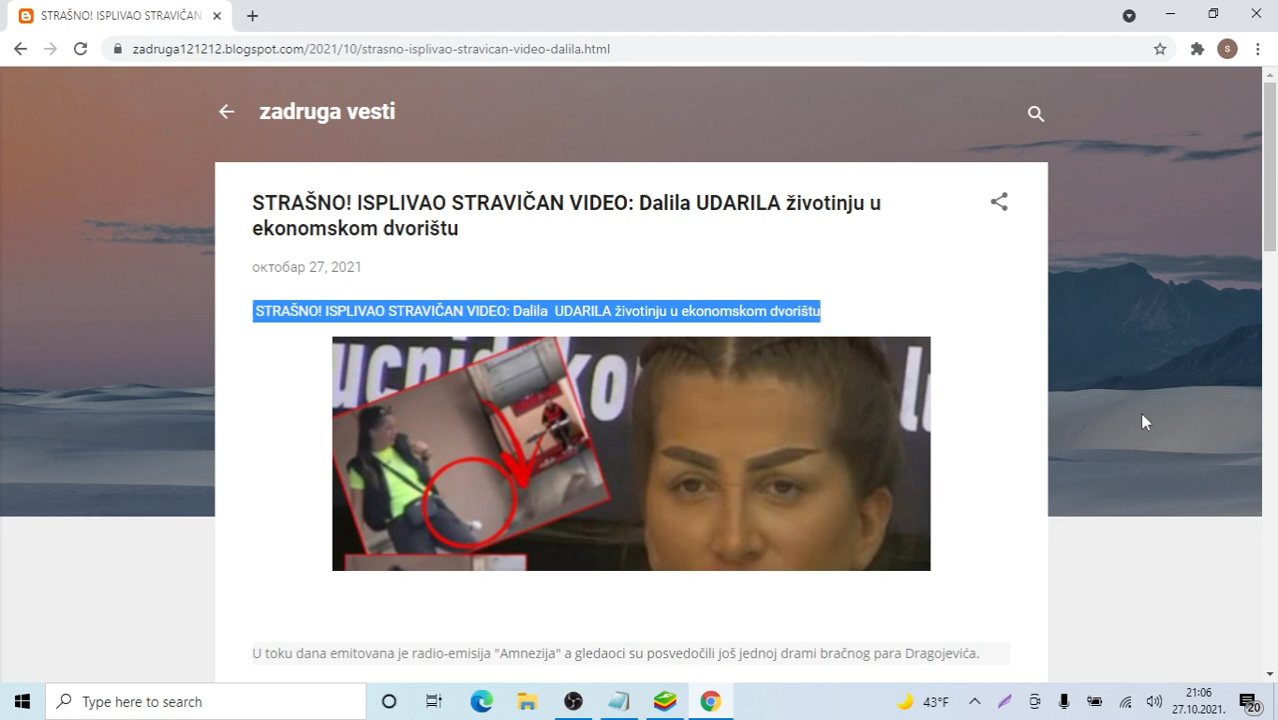 STRAŠNO! ISPLIVAO STRAVIČAN
zadruga121212.blogspot.com/2021/10/strasno-isplivao-stravican-video-dalila.html
S
zadruga vesti
STRAŠNO! ISPLIVAO STRAVIČAN VIDEO: Dalila UDARILA životinju u
ekonomskom dvorištu
октобар 27, 2021
STRAŠNO! ISPLIVAO STRAVIČAN VIDEO: Dalila  UDARILA životinju u ekonomskom dvorištu
U toku dana emitovana je radio-emisija "Amnezija" a gledaoci su posvedočili još jednoj drami bračnog para Dragojevića.
Type here to search
43°F
21:06
27.10.2021.
20